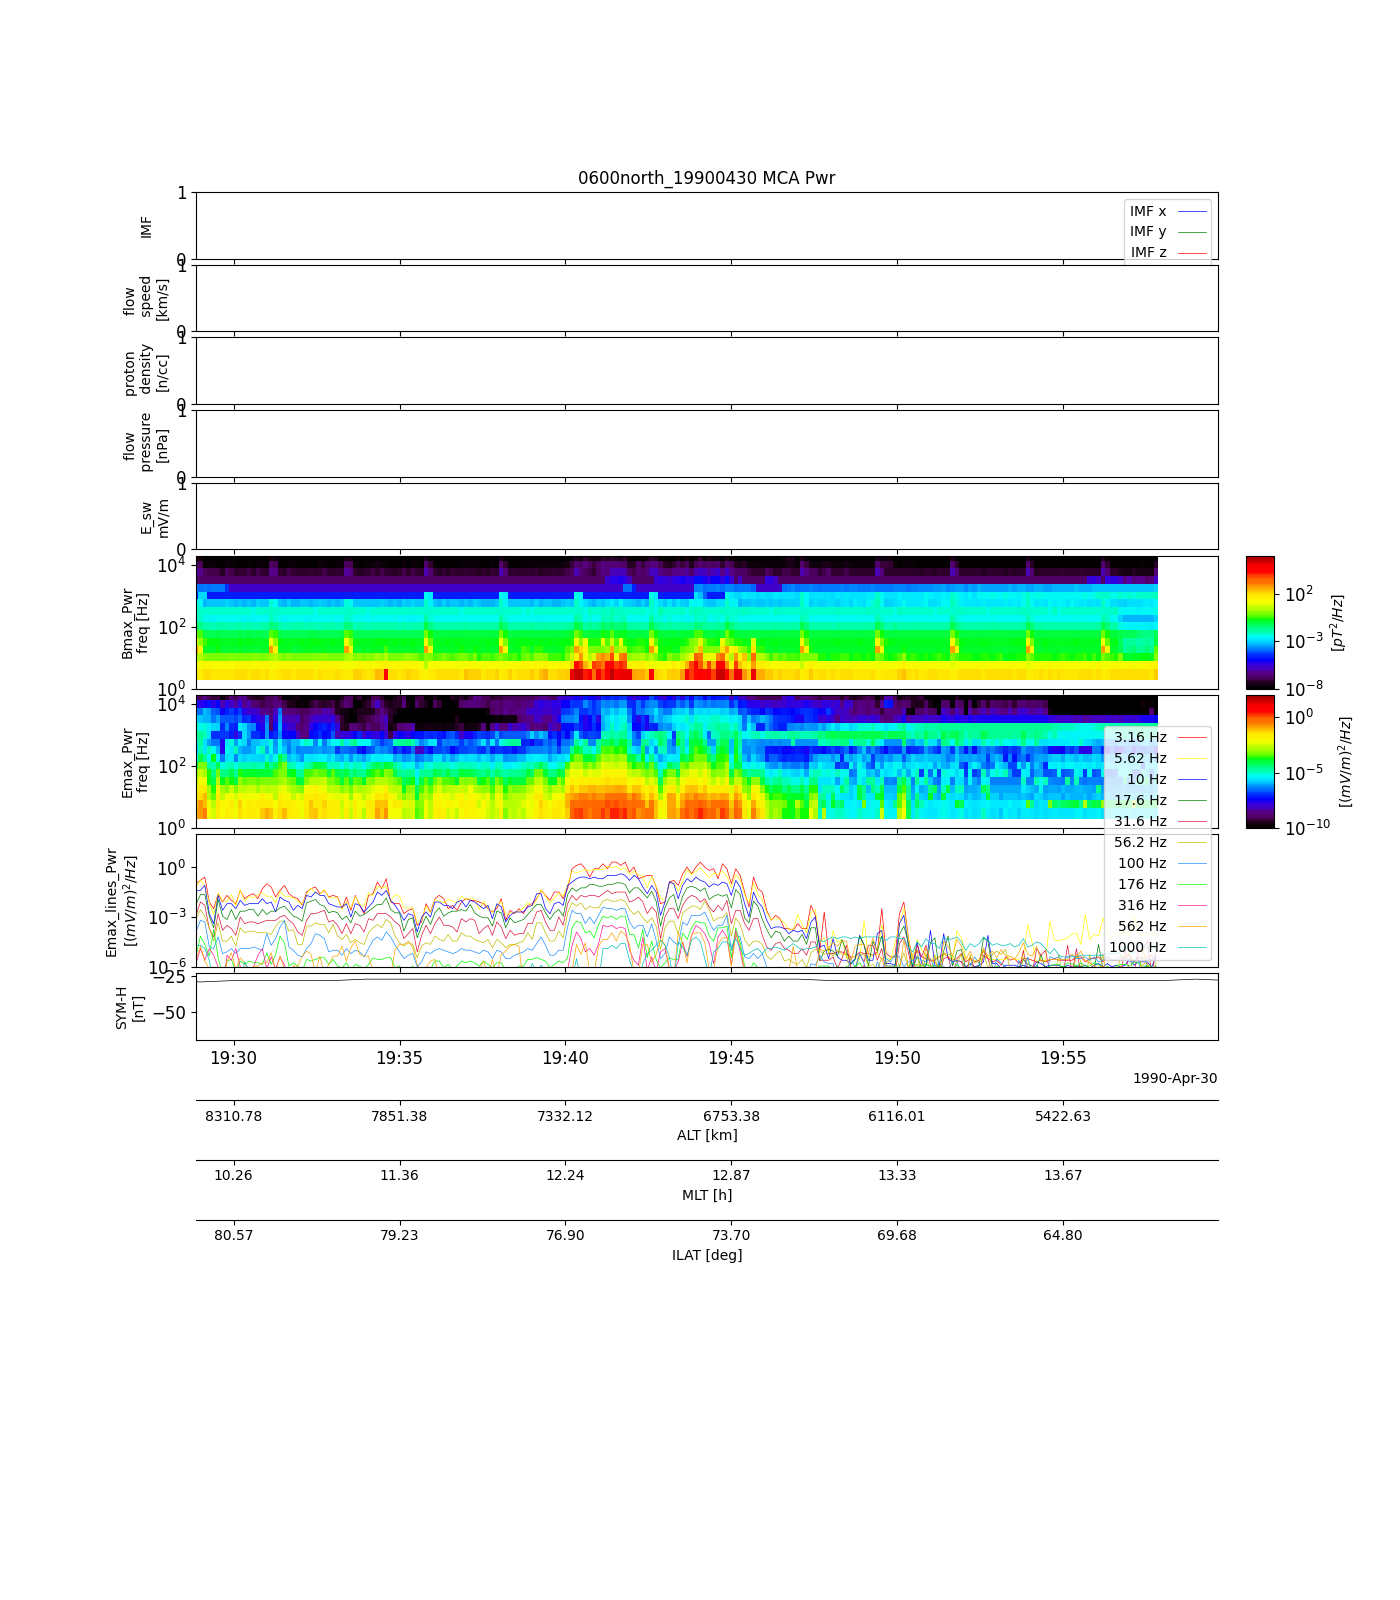 0600north_19900430 MCA Pwr
1
0
IMF
IMF x
IMF y
IMF z
1
0
flow
speed
[km/s]
1
0
proton
density
[n/cc]
1
0
flow
pressure
[nPa]
1
0
E_sw
mV/m
10^4
10^2
10^0
Bmax_Pwr
freq [Hz]
10^2
10^-3
10^-8
[pT^2/Hz]
10^4
10^2
10^0
Emax_Pwr
freq [Hz]
10^0
10^-5
10^-10
[(mV/m)^2/Hz]
3.16 Hz
5.62 Hz
10 Hz
17.6 Hz
31.6 Hz
56.2 Hz
100 Hz
176 Hz
316 Hz
562 Hz
1000 Hz
10^0
10^-3
10^-6
Emax_lines_Pwr
[(mV/m)^2/Hz]
−25
−50
SYM-H
[nT]
19:30 19:35 19:40 19:45 19:50 19:55
1990-Apr-30
8310.78 7851.38 7332.12 6753.38 6116.01 5422.63
ALT [km]
10.26 11.36 12.24 12.87 13.33 13.67
MLT [h]
80.57 79.23 76.90 73.70 69.68 64.80
ILAT [deg]